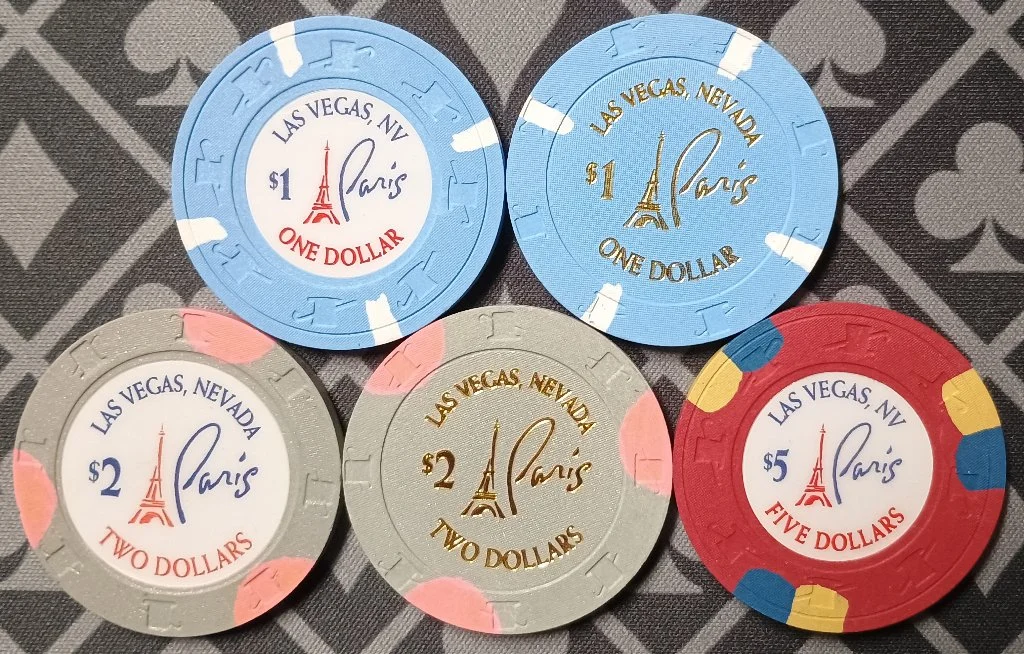 LAS VEGAS, NV
$1 Paris
ONE DOLLAR
LAS VEGAS, NEVADA
$1 Paris
ONE DOLLAR
LAS VEGAS, NEVADA
$2 Paris
TWO DOLLARS
LAS VEGAS, NEVADA
$2 Paris
TWO DOLLARS
LAS VEGAS, NV
$5 Paris
FIVE DOLLARS